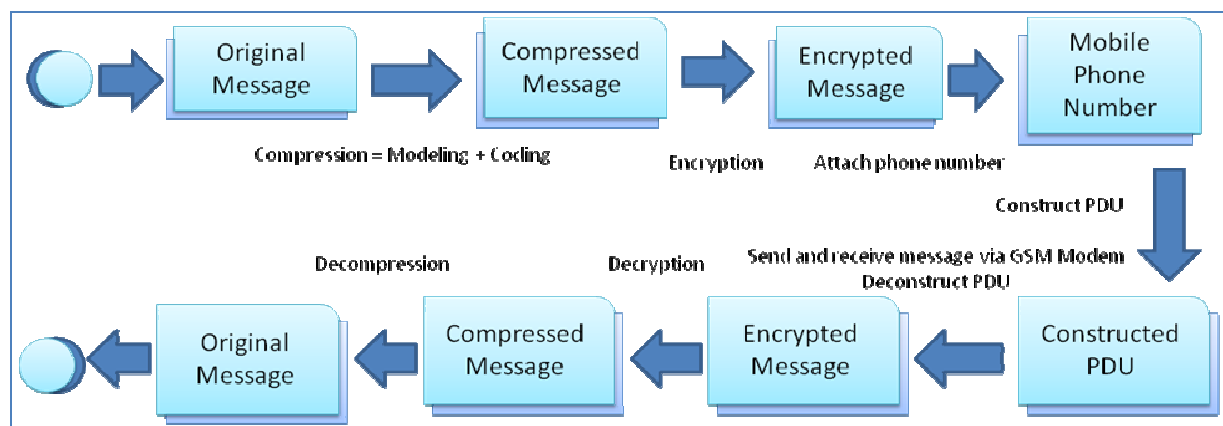 Original
Message
Compressed
Message
Encrypted
Message
Mobile
Phone
Number
Compression = Modeling + Coding
Encryption
Attach phone number
Construct PDU
Send and receive message via GSM Modem
Deconstruct PDU
Decryption
Decompression
Constructed
PDU
Encrypted
Message
Compressed
Message
Original
Message